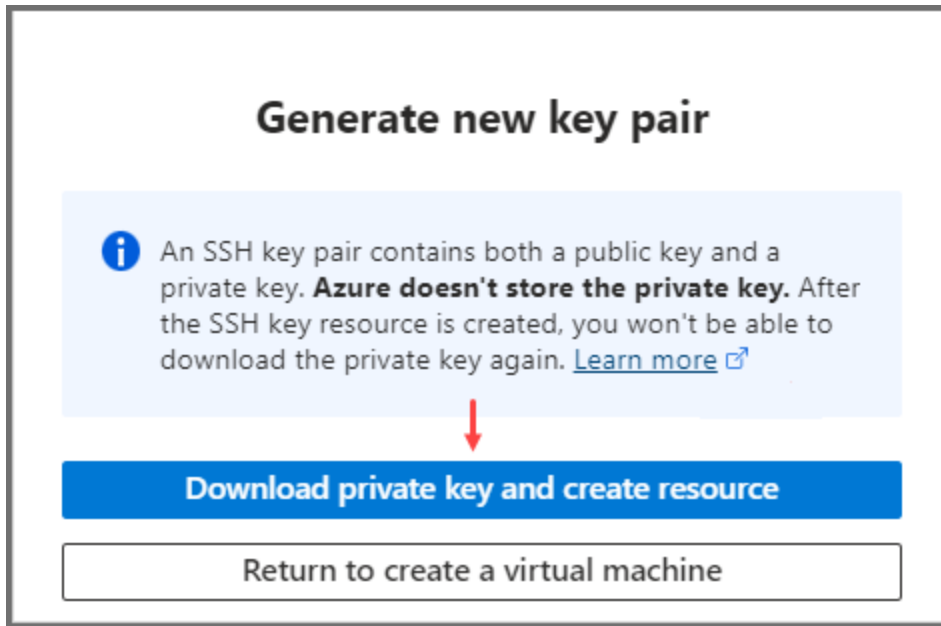 Generate new key pair
An SSH key pair contains both a public key and a
private key. Azure doesn't store the private key. After
the SSH key resource is created, you won't be able to
download the private key again. Learn more
Download private key and create resource
Return to create a virtual machine